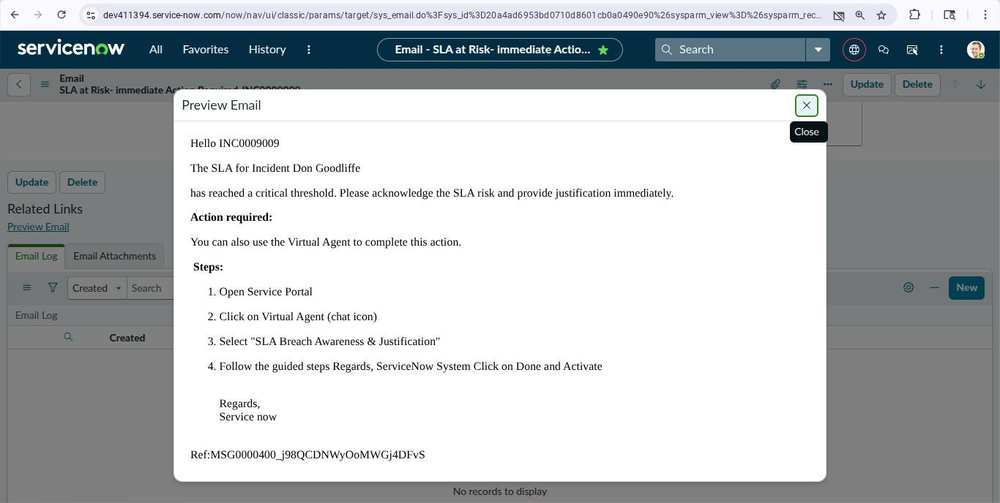 dev411394.service-now.com/now/nav/ui/classic/params/target/sys_email.do%3Fsys_id%3D20a4ad6953bd0710d8601cb0a0490e90%26sysparm_view%3D%26sysparm_rec...
servicenow
All
Favorites
History
Email - SLA at Risk- immediate Actio...
Search
Email
SLA at Risk- immediate Action Required INC0009009
Update
Delete
Preview Email
Close
Hello INC0009009
The SLA for Incident Don Goodliffe
has reached a critical threshold. Please acknowledge the SLA risk and provide justification immediately.
Action required:
You can also use the Virtual Agent to complete this action.
Steps:
1. Open Service Portal
2. Click on Virtual Agent (chat icon)
3. Select "SLA Breach Awareness & Justification"
4. Follow the guided steps Regards, ServiceNow System Click on Done and Activate
Regards,
Service now
Ref:MSG0000400_j98QCDNWyOoMWGj4DFvS
Update
Delete
Related Links
Preview Email
Email Log
Email Attachments
Created
Search
New
Email Log
Created
No records to display